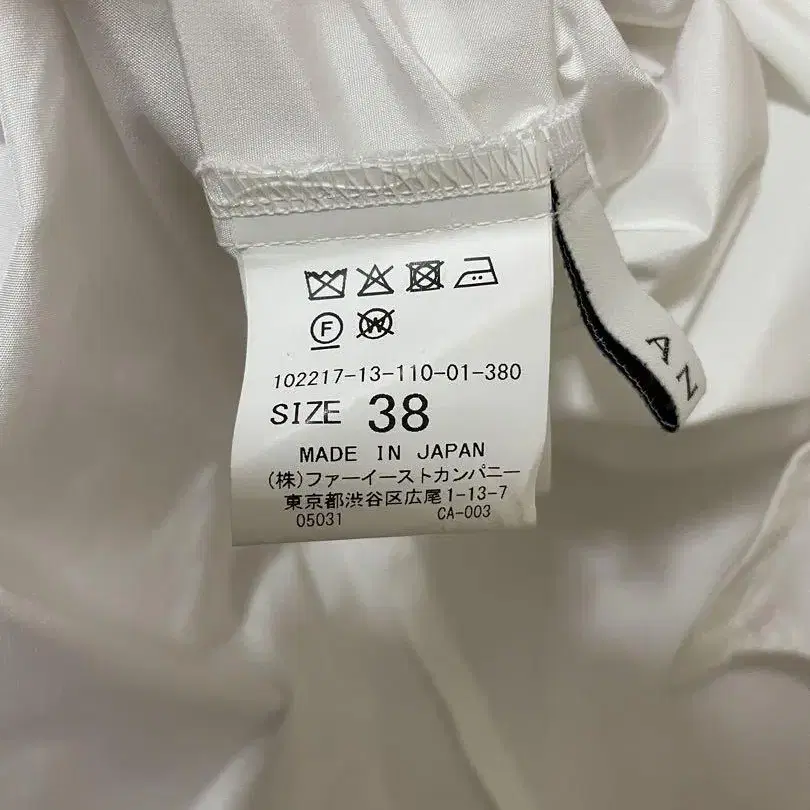 F W
102217-13-110-01-380
SIZE 38
MADE IN JAPAN
(株)ファーイーストカンパニー
東京都渋谷区広尾1-13-7
05031 CA-003
AZ